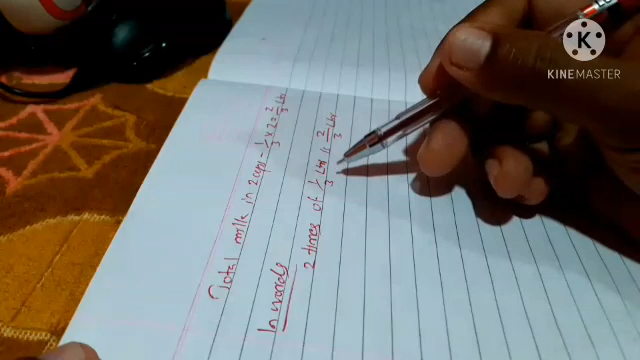 Total milk in 2 cups - 1/3 x 2 = 2/3 Ltr
In words
2 times of 1/3 Ltr is 2/3 Ltr
K
KINEMASTER